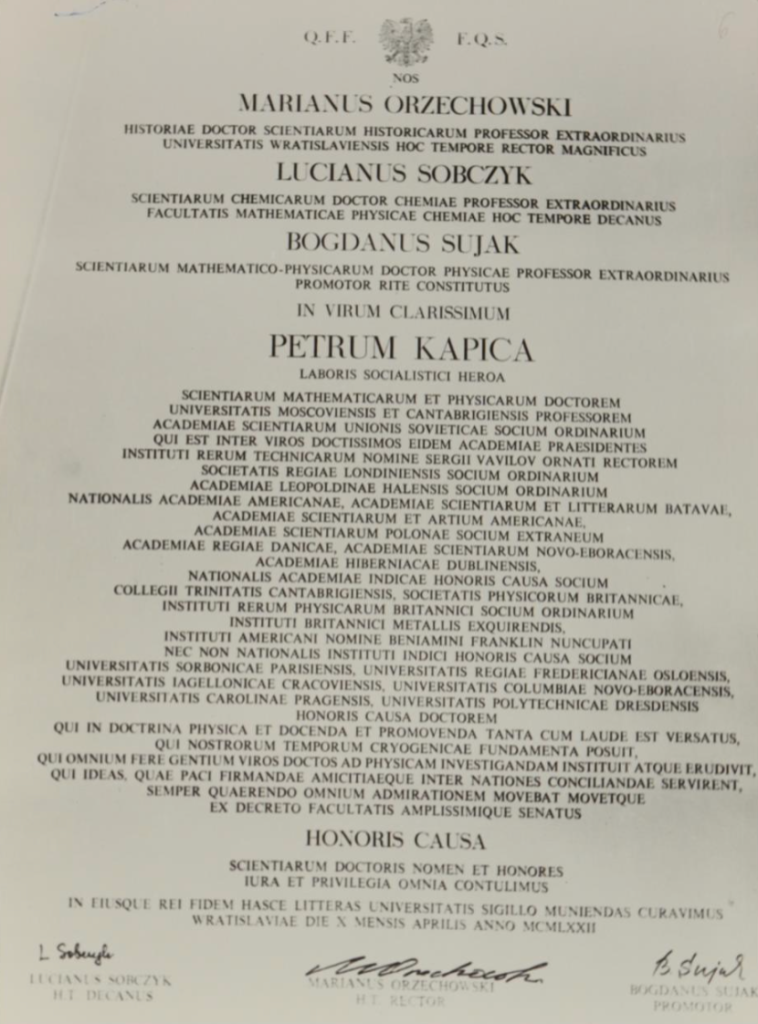 Q.F.F. F.Q.S.
NOS
MARIANUS ORZECHOWSKI
HISTORIAE DOCTOR SCIENTIARUM HISTORICARUM PROFESSOR EXTRAORDINARIUS
UNIVERSITATIS WRATISLAVIENSIS HOC TEMPORE RECTOR MAGNIFICUS
LUCIANUS SOBCZYK
SCIENTIARUM CHEMICARUM DOCTOR CHEMIAE PROFESSOR EXTRAORDINARIUS
FACULTATIS MATHEMATICAE PHYSICAE CHEMIAE HOC TEMPORE DECANUS
BOGDANUS SUJAK
SCIENTIARUM MATHEMATICO-PHYSICARUM DOCTOR PHYSICAE PROFESSOR EXTRAORDINARIUS
PROMOTOR RITE CONSTITUTUS
IN VIRUM CLARISSIMUM
PETRUM KAPICA
LABORIS SOCIALISTICI HEROA
SCIENTIARUM MATHEMATICARUM ET PHYSICARUM DOCTOREM
UNIVERSITATIS MOSCOVIENSIS ET CANTABRIGIENSIS PROFESSOREM
ACADEMIAE SCIENTIARUM UNIONIS SOVIETICAE SOCIUM ORDINARIUM
QUI EST INTER VIROS DOCTISSIMOS EIDEM ACADEMIAE PRAESIDENTES
INSTITUTI RERUM TECHNICARUM NOMINE SERGII VAVILOV ORNATI RECTOREM
SOCIETATIS REGIAE LONDINIENSIS SOCIUM ORDINARIUM
ACADEMIAE LEOPOLDINAE HALENSIS SOCIUM ORDINARIUM
NATIONALIS ACADEMIAE AMERICANAE, ACADEMIAE SCIENTIARUM ET LITTERARUM BATAVAE,
ACADEMIAE SCIENTIARUM ET ARTIUM AMERICANAE,
ACADEMIAE SCIENTIARUM POLONAE SOCIUM EXTRANEUM
ACADEMIAE REGIAE DANICAE, ACADEMIAE SCIENTIARUM NOVO-EBORACENSIS,
ACADEMIAE HIBERNIACAE DUBLINENSIS,
NATIONALIS ACADEMIAE INDICAE HONORIS CAUSA SOCIUM
COLLEGII TRINITATIS CANTABRIGIENSIS, SOCIETATIS PHYSICORUM BRITANNICAE,
INSTITUTI RERUM PHYSICARUM BRITANNICI SOCIUM ORDINARIUM
INSTITUTI BRITANNICI METALLIS EXQUIRENDIS,
INSTITUTI AMERICANI NOMINE BENIAMINI FRANKLIN NUNCUPATI
NEC NON NATIONALIS INSTITUTI INDICI HONORIS CAUSA SOCIUM
UNIVERSITATIS SORBONICAE PARISIENSIS, UNIVERSITATIS REGIAE FREDERICIANAE OSLOENSIS,
UNIVERSITATIS IAGELLONICAE CRACOVIENSIS, UNIVERSITATIS COLUMBIAE NOVO-EBORACENSIS,
UNIVERSITATIS CAROLINAE PRAGENSIS, UNIVERSITATIS POLYTECHNICAE DRESDENSIS
HONORIS CAUSA DOCTOREM
QUI IN DOCTRINA PHYSICA ET DOCENDA ET PROMOVENDA TANTA CUM LAUDE EST VERSATUS,
QUI NOSTRORUM TEMPORUM CRYOGENICAE FUNDAMENTA POSUIT,
QUI OMNIUM FERE GENTIUM VIROS DOCTOS AD PHYSICAM INVESTIGANDAM INSTITUIT ATQUE ERUDIVIT,
QUI IDEAS, QUAE PACI FIRMANDAE AMICITIAEQUE INTER NATIONES CONCILIANDAE SERVIRENT,
SEMPER QUAERENDO OMNIUM ADMIRATIONEM MOVEBAT MOVETQUE
EX DECRETO FACULTATIS AMPLISSIMIQUE SENATUS
HONORIS CAUSA
SCIENTIARUM DOCTORIS NOMEN ET HONORES
IURA ET PRIVILEGIA OMNIA CONTULIMUS
IN EIUSQUE REI FIDEM HASCE LITTERAS UNIVERSITATIS SIGILLO MUNIENDAS CURAVIMUS
WRATISLAVIAE DIE X MENSIS APRILIS ANNO MCMLXXII
L Sobczyk MOrzechowski B Sujak
LUCIANUS SOBCZYK MARIANUS ORZECHOWSKI BOGDANUS SUJAK
H.T. DECANUS H.T. RECTOR PROMOTOR